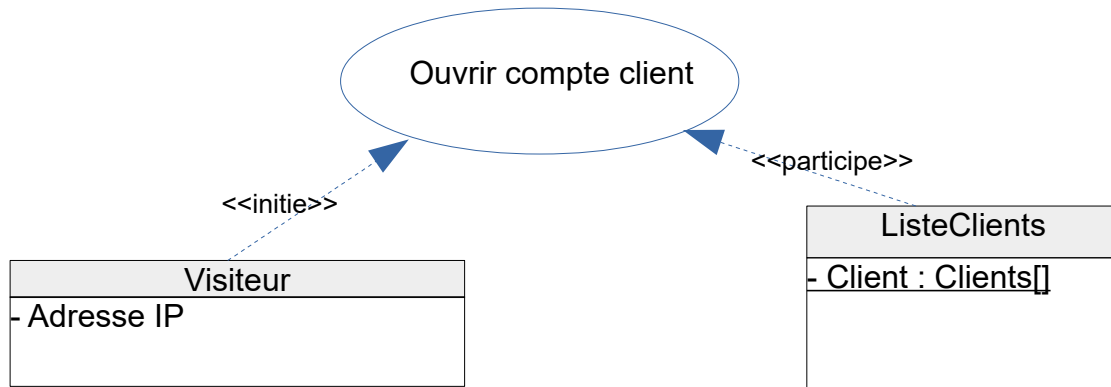 Ouvrir compte client
<<participe>>
<<initie>>
ListeClients
- Client : Clients[]
Visiteur
- Adresse IP